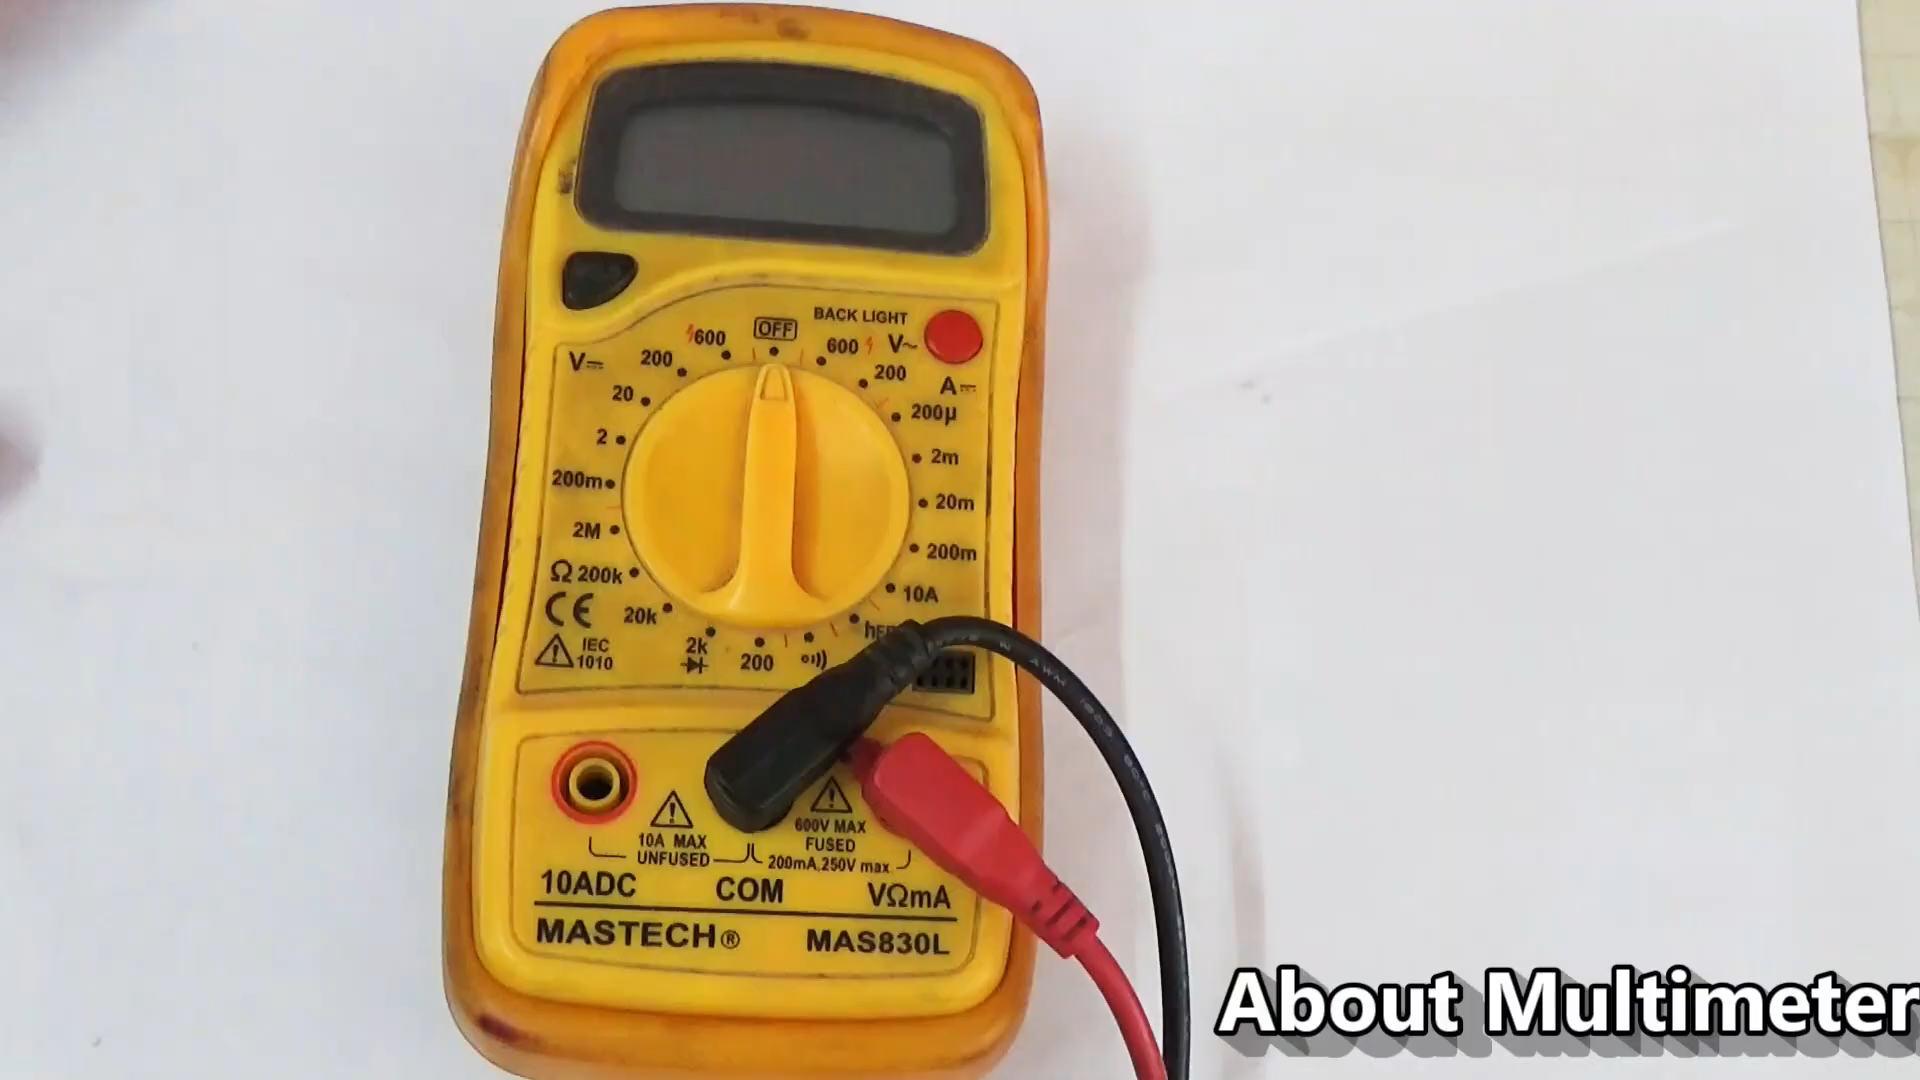 BACK LIGHT
OFF
600
600
V~
200
V⎓
200
A⎓
20
200µ
2
2m
200m
20m
2M
200m
Ω 200k
10A
CE
20k
IEC
1010
2k
200
10A MAX
UNFUSED
600V MAX
FUSED
200mA,250V max
10ADC
COM
VΩmA
MASTECH®
MAS830L
About Multimeter